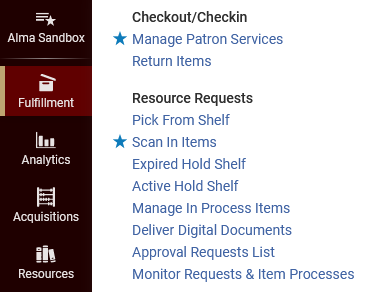 Alma Sandbox
Fulfillment
Analytics
Acquisitions
Resources
Checkout/Checkin
Manage Patron Services
Return Items
Resource Requests
Pick From Shelf
Scan In Items
Expired Hold Shelf
Active Hold Shelf
Manage In Process Items
Deliver Digital Documents
Approval Requests List
Monitor Requests & Item Processes